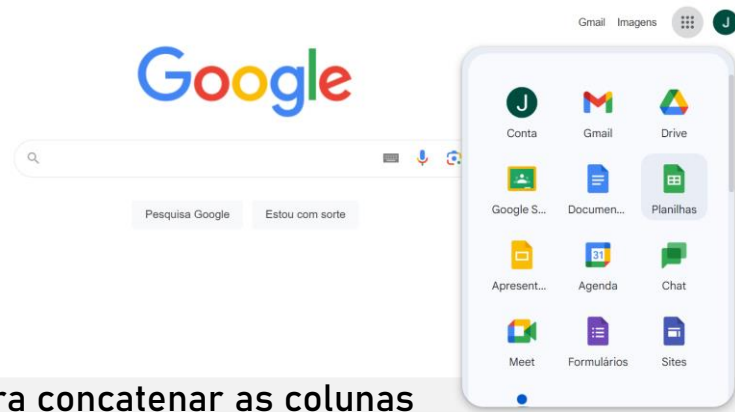 Gmail Imagens
J
Google
Pesquisa Google Estou com sorte
J
Conta Gmail Drive
Google S... Documen... Planilhas
31
Apresent... Agenda Chat
Meet Formulários Sites
ra concatenar as colunas